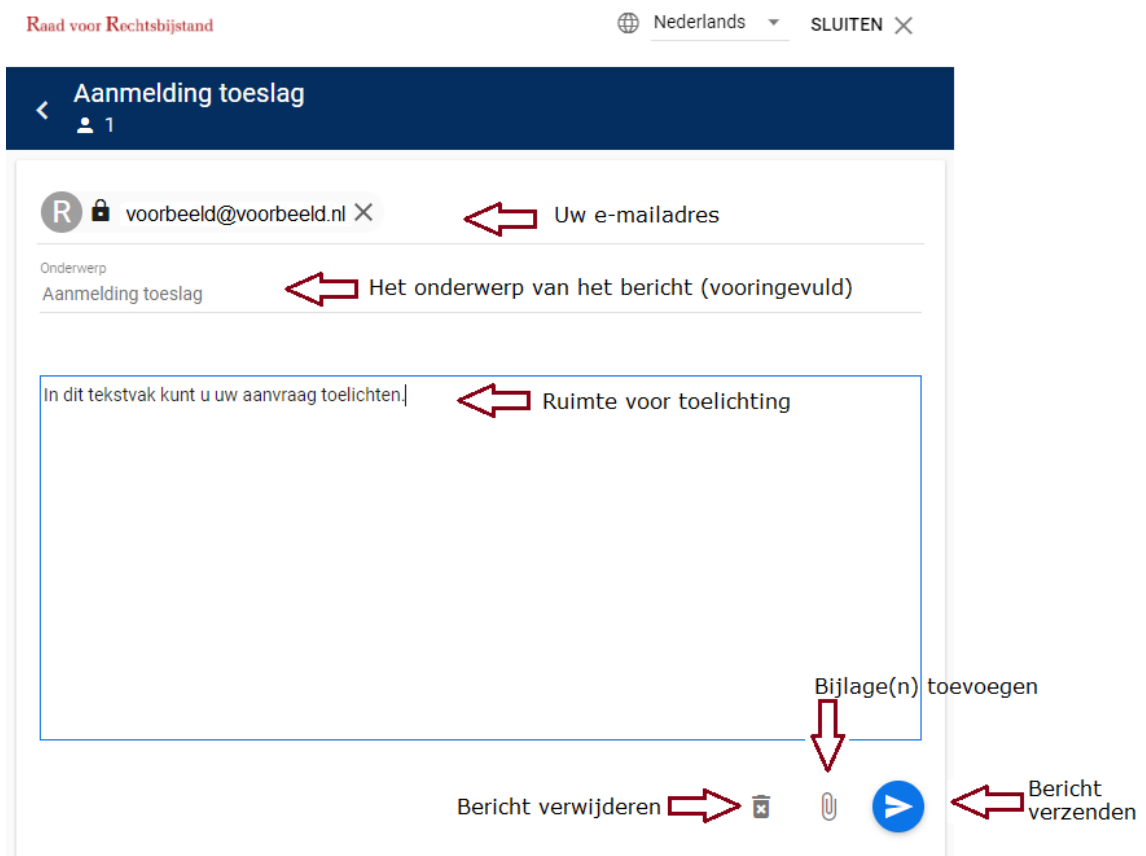 Raad voor Rechtsbijstand
Nederlands
SLUITEN
Aanmelding toeslag
1
R
voorbeeld@voorbeeld.nl
Uw e-mailadres
Onderwerp
Aanmelding toeslag
Het onderwerp van het bericht (vooringevuld)
In dit tekstvak kunt u uw aanvraag toelichten.
Ruimte voor toelichting
Bijlage(n) toevoegen
Bericht verwijderen
Bericht
verzenden